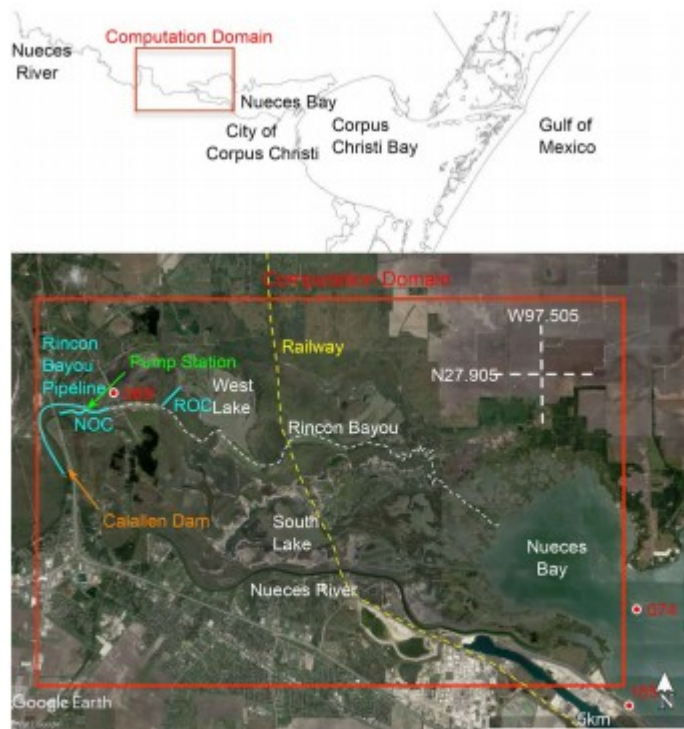 Computation Domain
Nueces
River
Nueces Bay
City of
Corpus Christi
Corpus
Christi Bay
Gulf of
Mexico
Computation Domain
W97.505
Rincon
Bayou
Pipeline
Pump Station
Railway
N27.905
West
Lake
ROC
NOC
Rincon Bayou
Calallen Dam
South
Lake
Nueces
Bay
Nueces River
074
N
Google Earth
5km